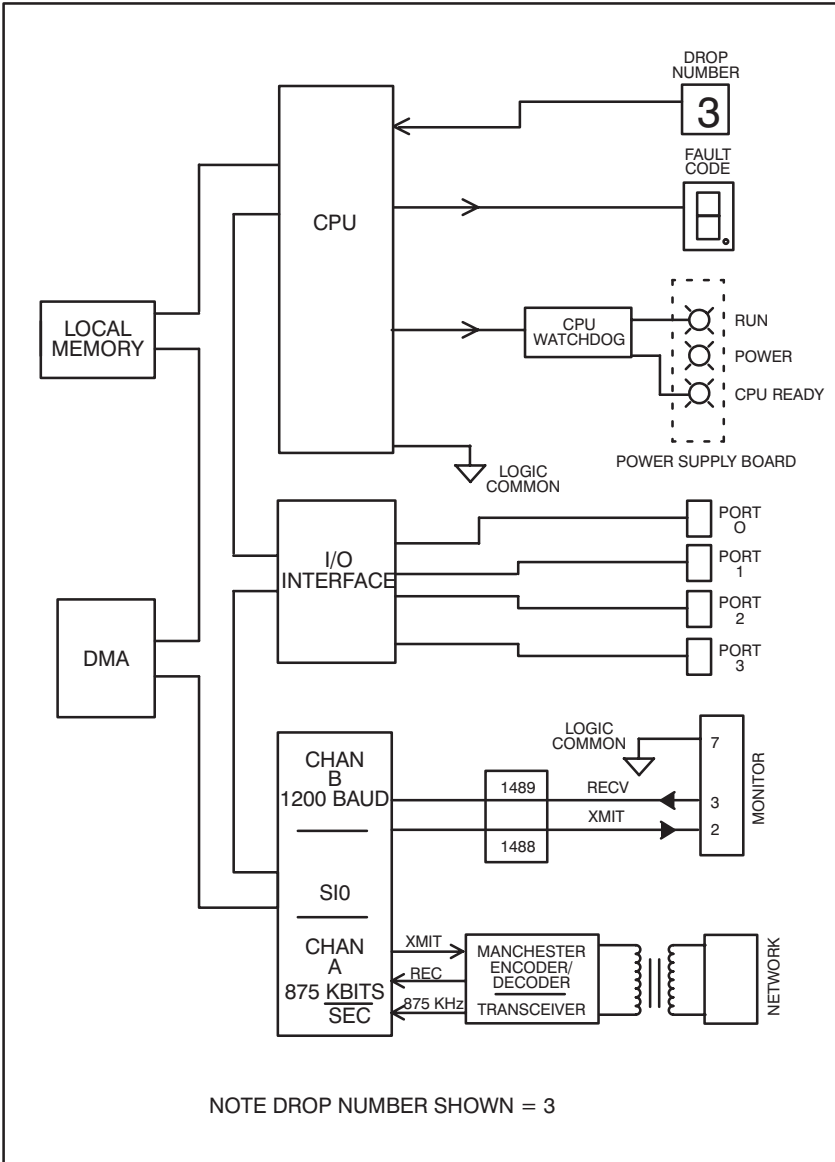 DROP
NUMBER
3
FAULT
CODE
CPU
LOCAL
MEMORY
CPU
WATCHDOG
RUN
POWER
CPU READY
POWER SUPPLY BOARD
LOGIC
COMMON
I/O
INTERFACE
PORT
O
PORT
1
PORT
2
PORT
3
DMA
CHAN
B
1200 BAUD
SI0
CHAN
A
875 KBITS
SEC
LOGIC
COMMON
1489
1488
RECV
XMIT
7
3
2
MONITOR
XMIT
REC
875 KHz
MANCHESTER
ENCODER/
DECODER
TRANSCEIVER
NETWORK
NOTE DROP NUMBER SHOWN = 3